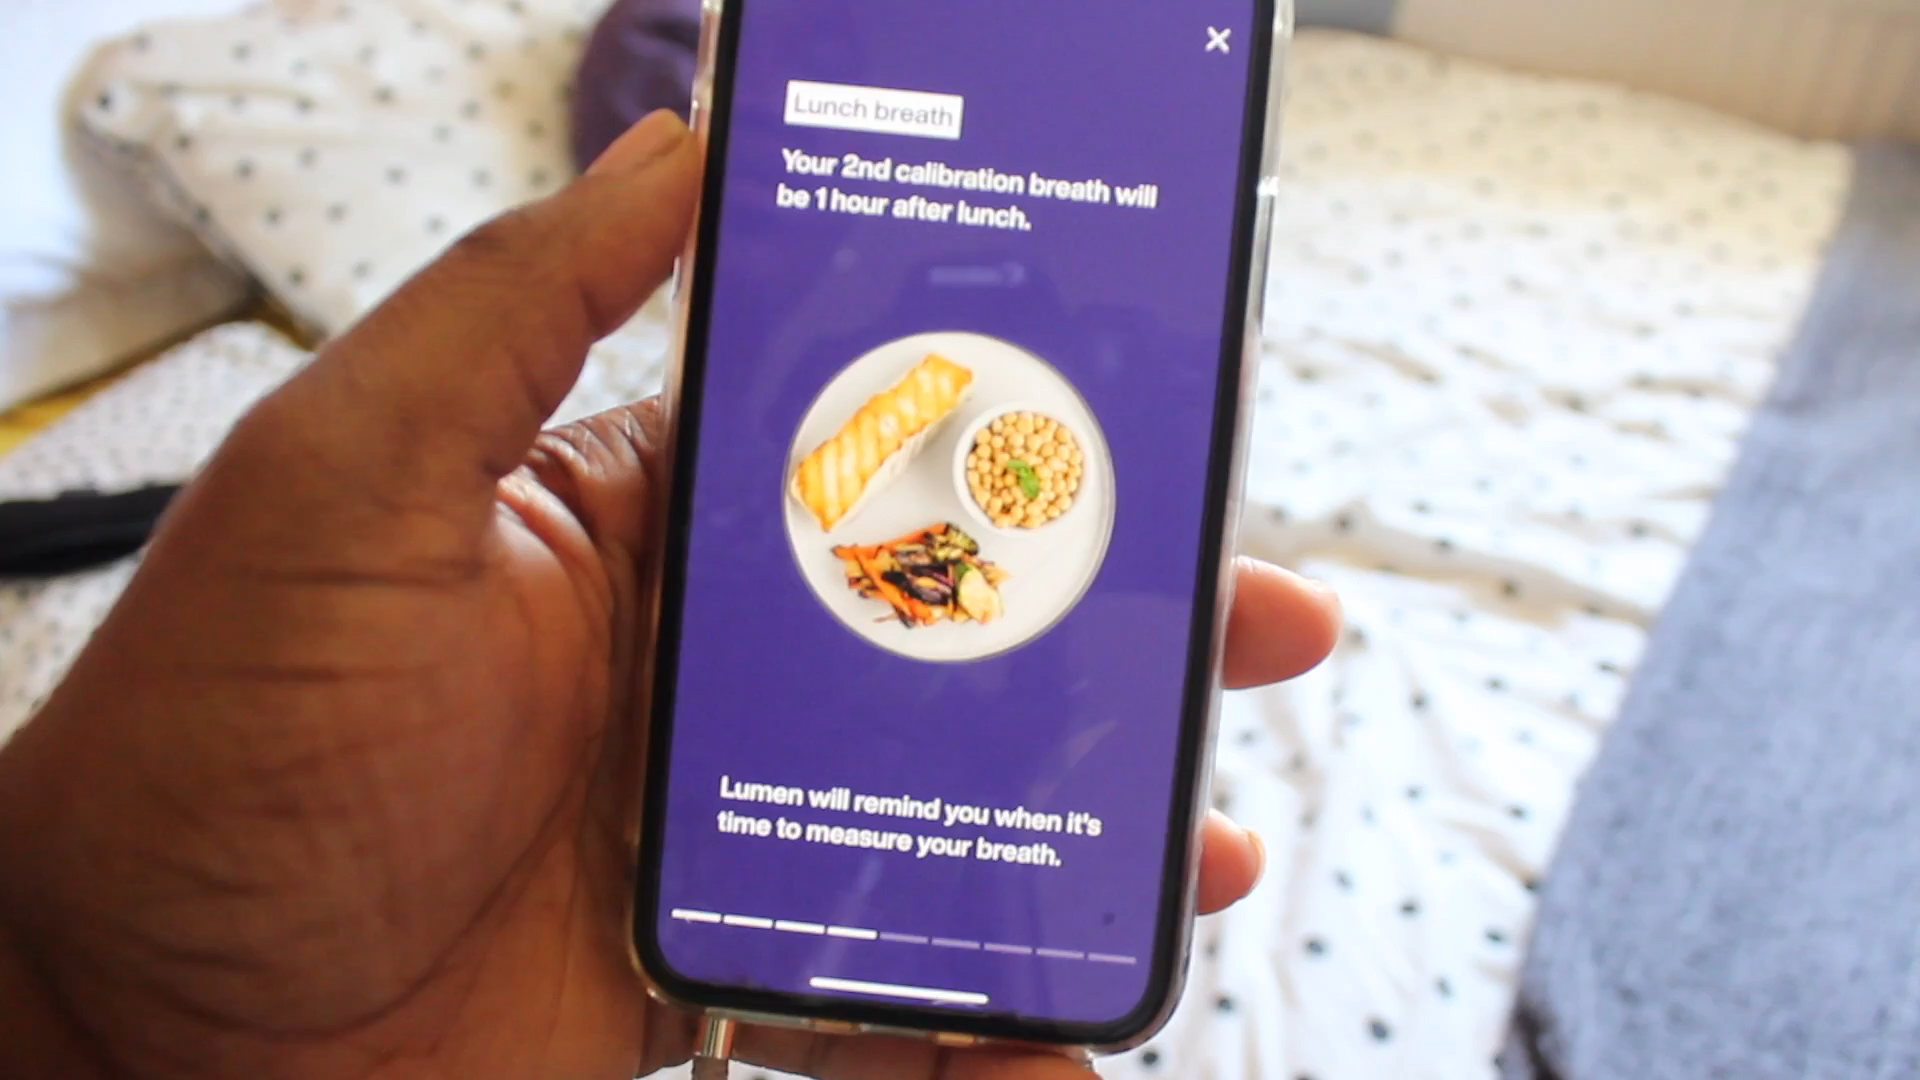 Lunch breath
Your 2nd calibration breath will
be 1 hour after lunch.
Lumen will remind you when it's
time to measure your breath.